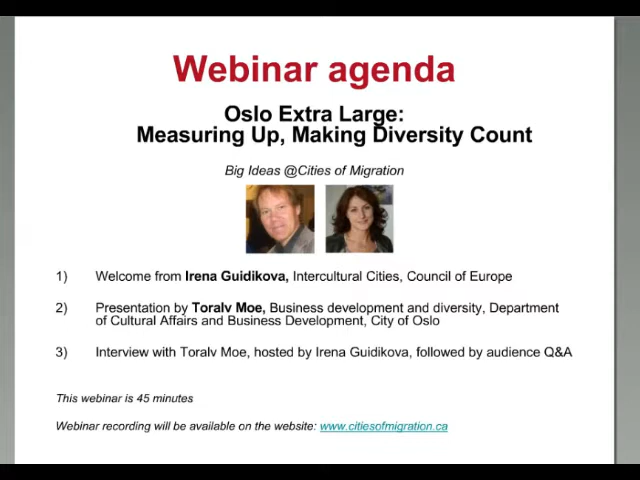 Webinar agenda
Oslo Extra Large:
Measuring Up, Making Diversity Count
Big Ideas @Cities of Migration
1) Welcome from Irena Guidikova, Intercultural Cities, Council of Europe
2) Presentation by Toralv Moe, Business development and diversity, Department
of Cultural Affairs and Business Development, City of Oslo
3) Interview with Toralv Moe, hosted by Irena Guidikova, followed by audience Q&A
This webinar is 45 minutes
Webinar recording will be available on the website: www.citiesofmigration.ca